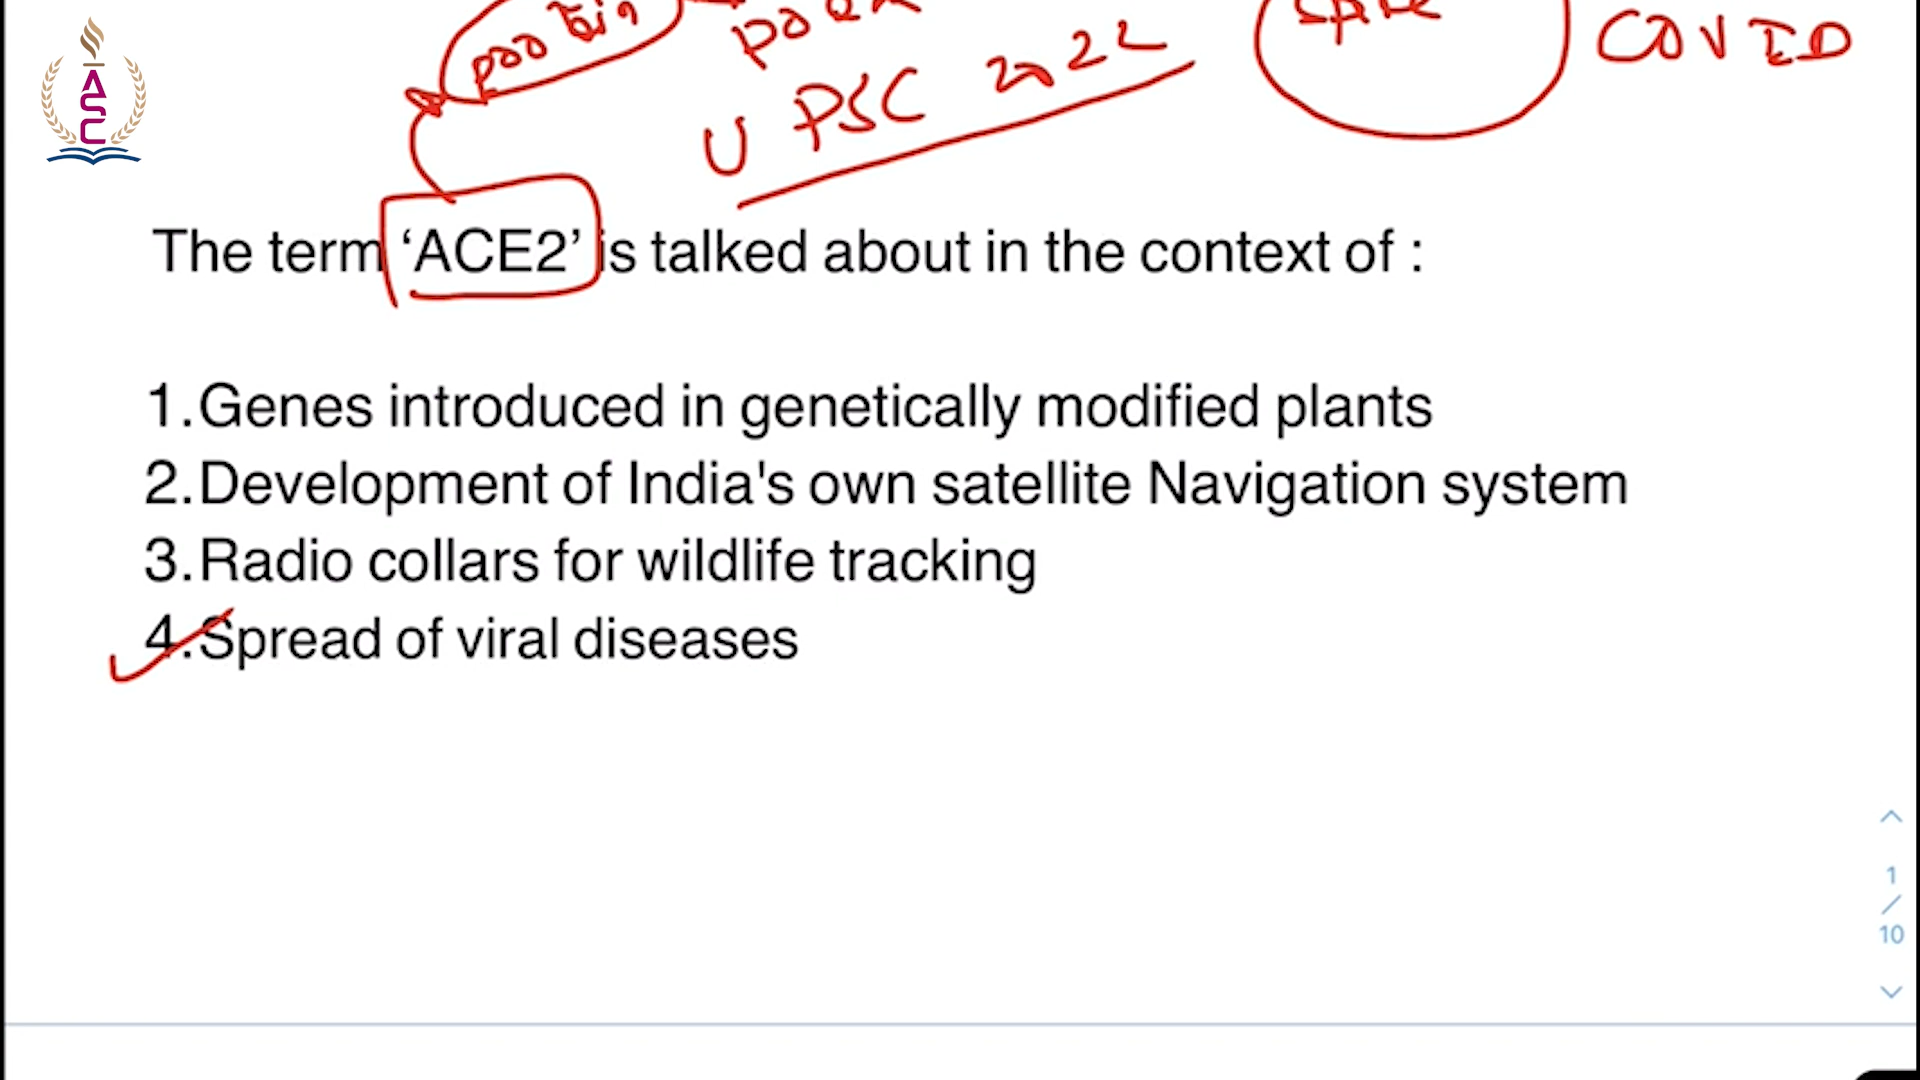 ASC
protein
UPSC 2022
COVID
The term ‘ACE2’ is talked about in the context of :
1.Genes introduced in genetically modified plants
2.Development of India's own satellite Navigation system
3.Radio collars for wildlife tracking
4.Spread of viral diseases
1
/
10